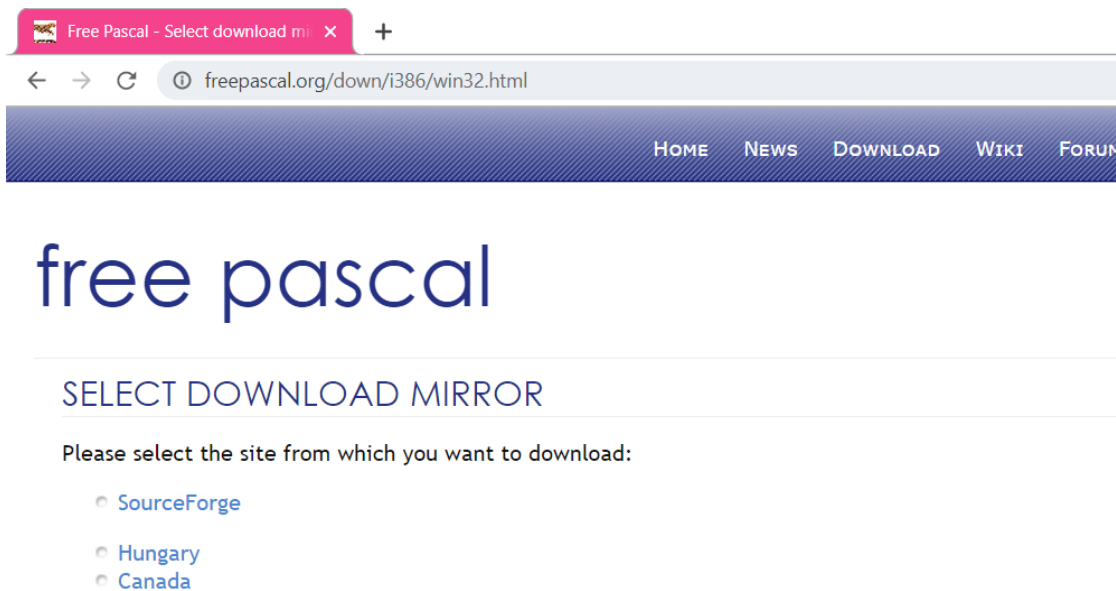 Free Pascal - Select download mi
freepascal.org/down/i386/win32.html
HOME NEWS DOWNLOAD WIKI FORUM
free pascal
SELECT DOWNLOAD MIRROR
Please select the site from which you want to download:
SourceForge
Hungary
Canada